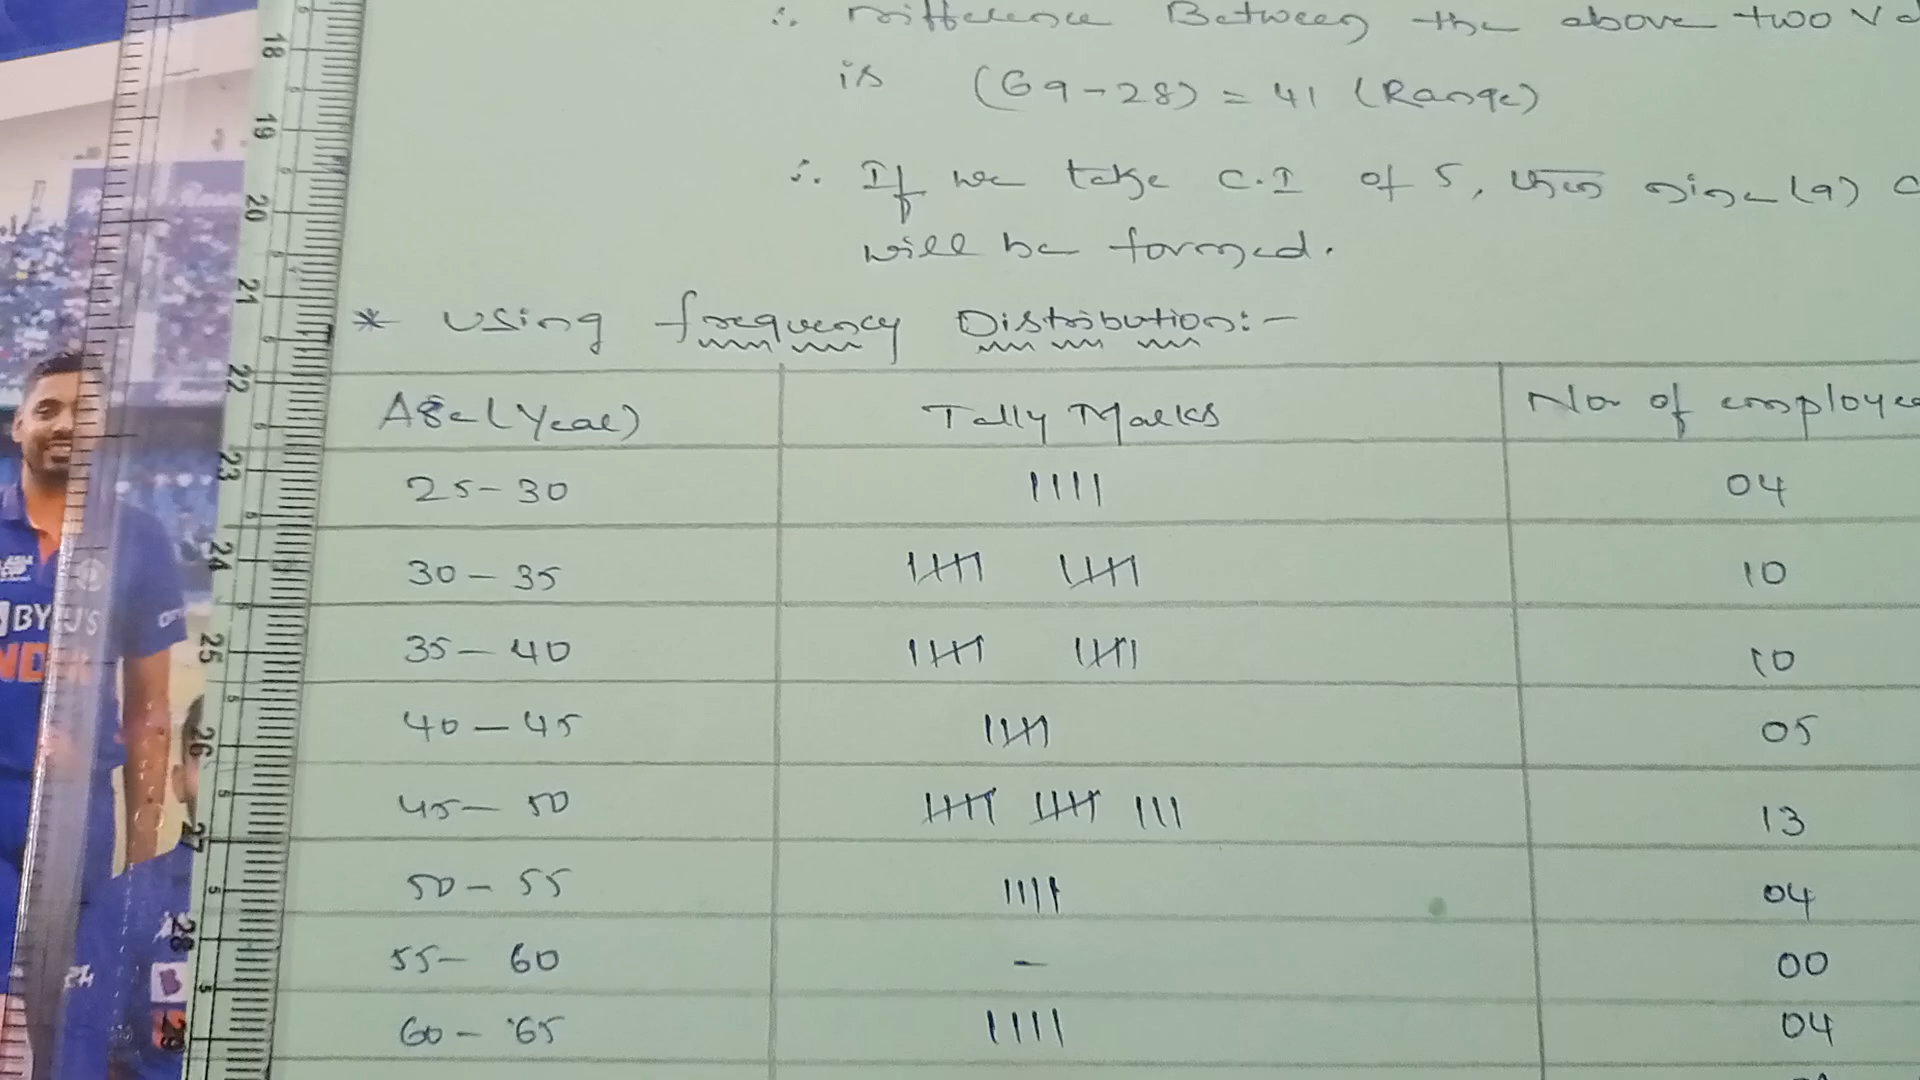 ∴ Difference Between the above two
is (69-28) = 41 (Range)
∴ If we take C.I of 5, then nine (9)
will be formed.
* Using frequency Distribution:-
Age (Year) Tally Marks No of employee
25-30 |||| 04
30-35 |||| |||| 10
35-40 |||| |||| 10
40-45 |||| 05
45-50 |||| |||| ||| 13
50-55 |||| 04
55-60 - 00
60-65 |||| 04
18
19
20
21
22
23
24
25
26
27
28
29
BYJU'S